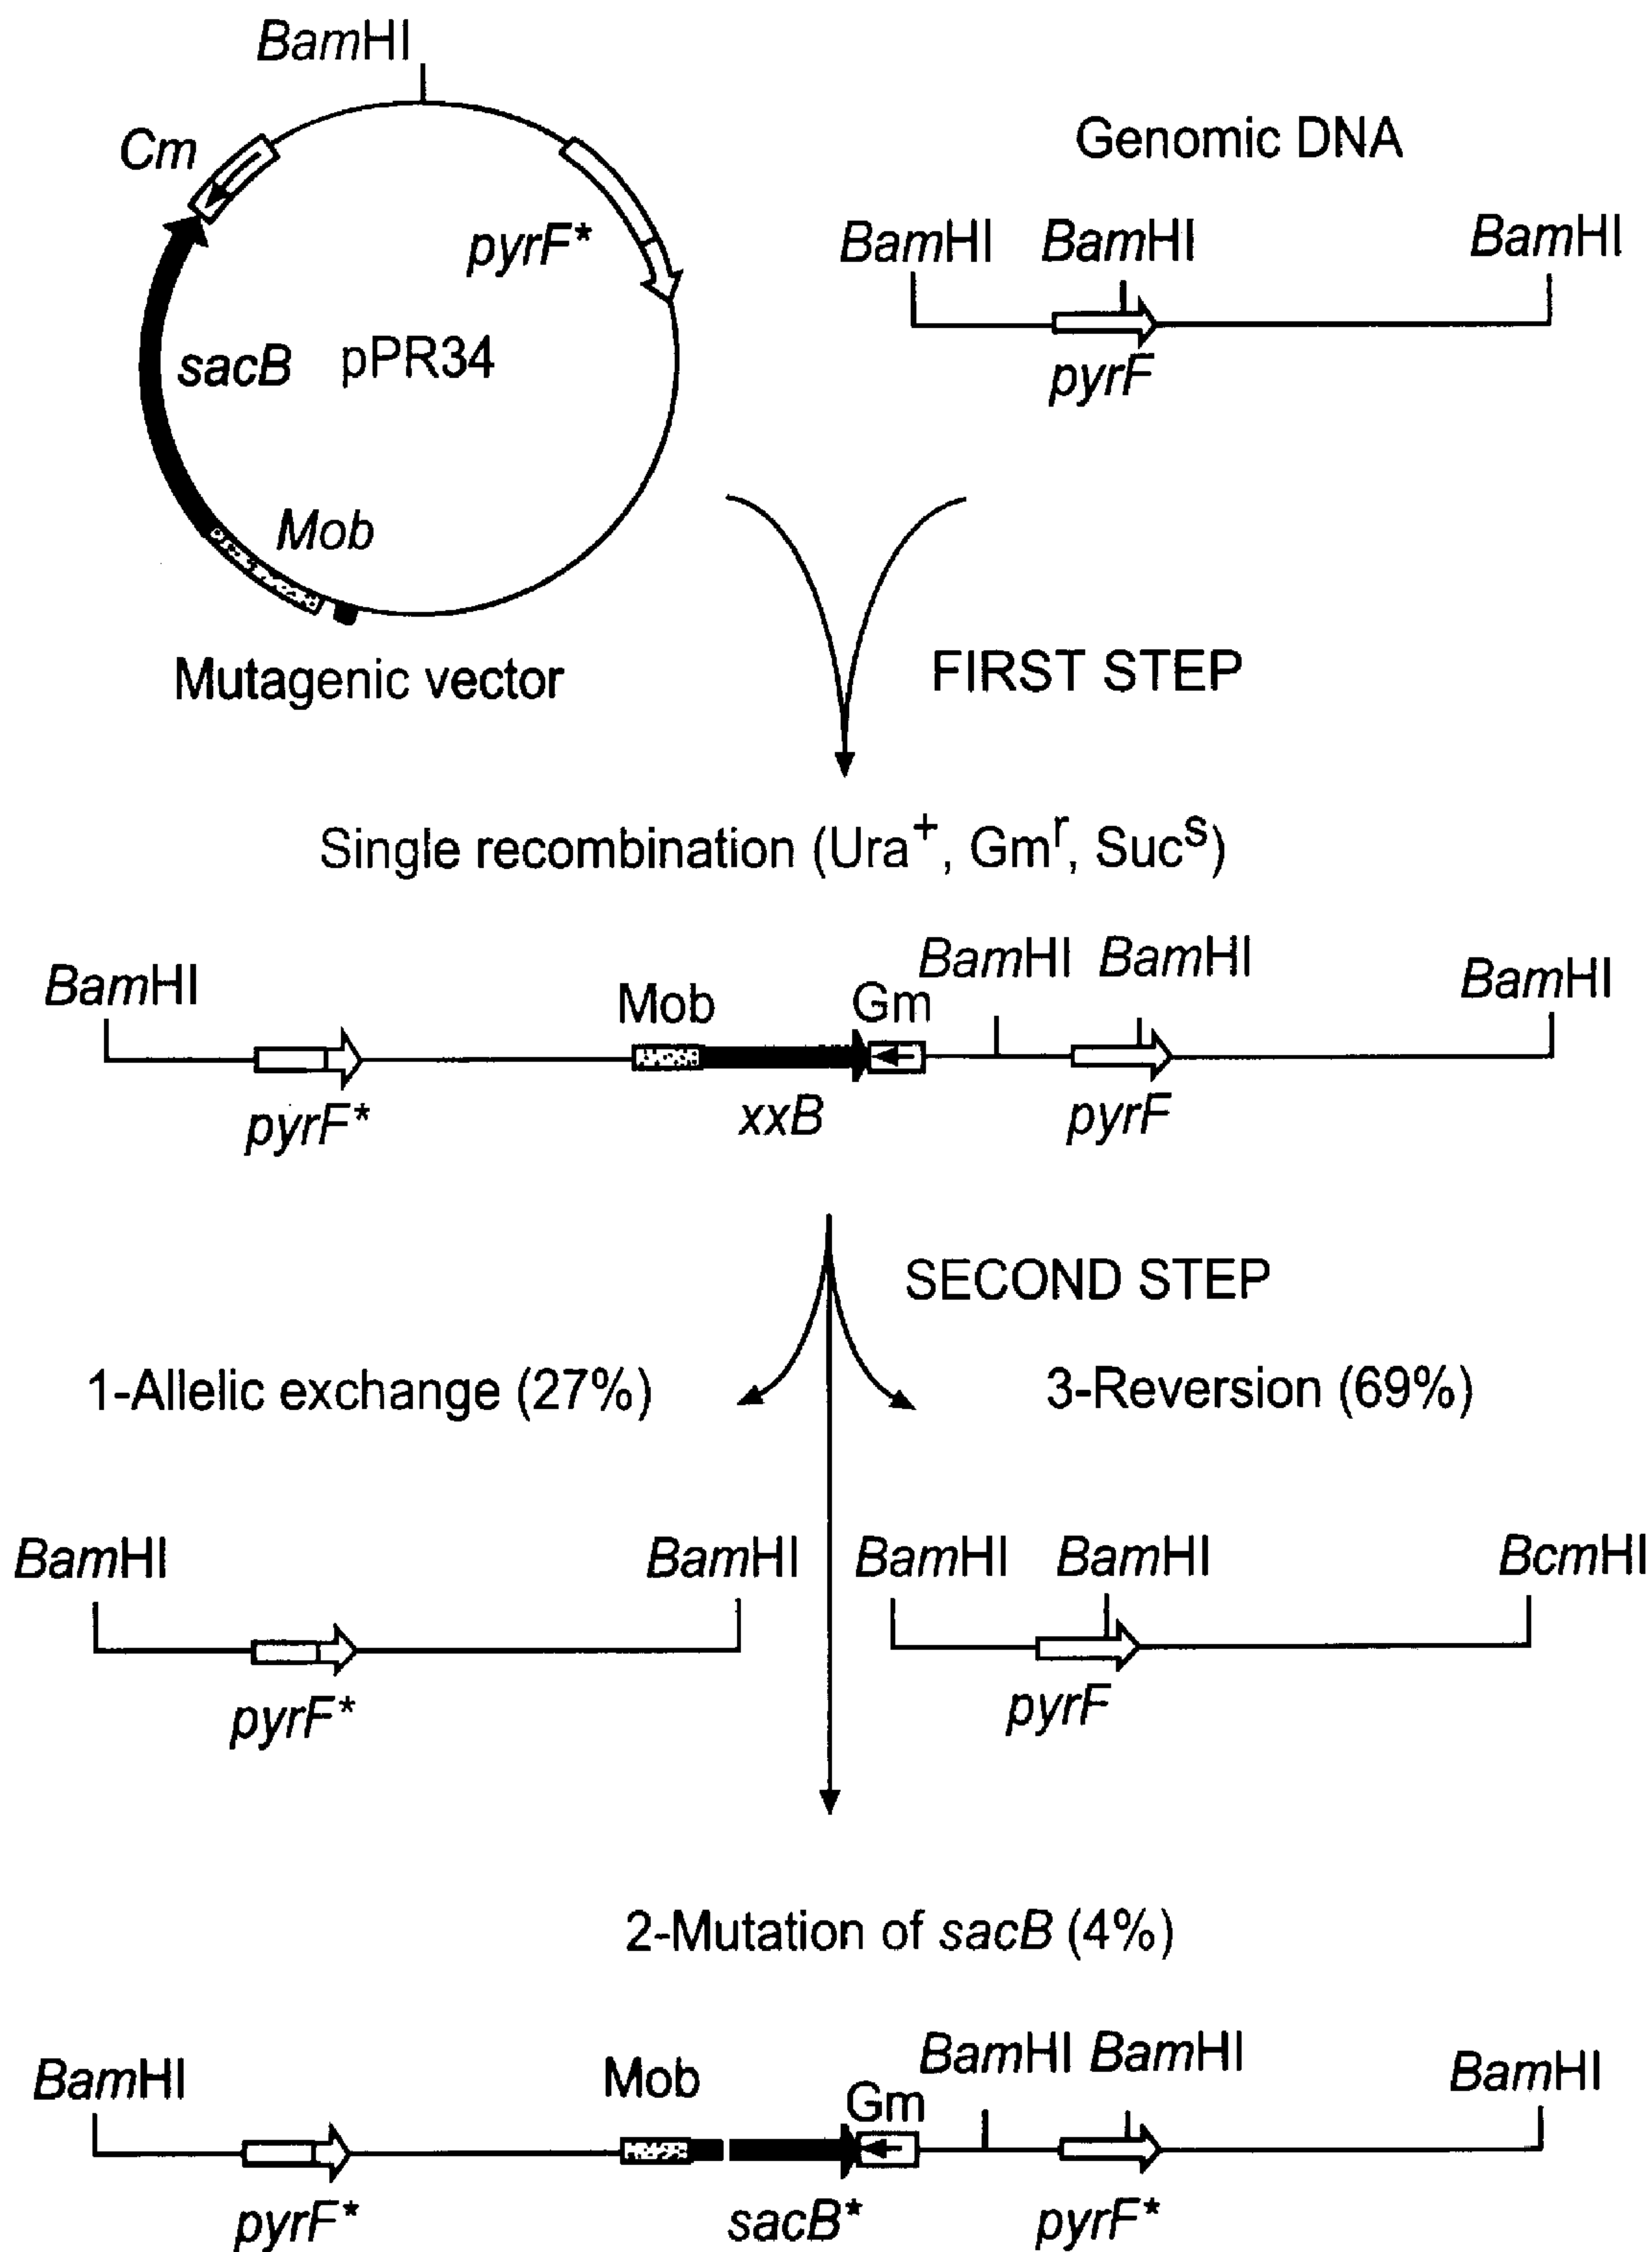 BamHI
Cm
pyrF*
sacB
pPR34
Mob
Mutagenic vector
Genomic DNA
BamHI
BamHI
BamHI
pyrF
FIRST STEP
Single recombination (Ura+, Gmr, Sucs)
BamHI
Mob
Gm
BamHI
BamHI
BamHI
pyrF*
xxB
pyrF
SECOND STEP
1-Allelic exchange (27%)
3-Reversion (69%)
BamHI
BamHI
BamHI
BamHI
BcmHI
pyrF*
pyrF
2-Mutation of sacB (4%)
BamHI
Mob
Gm
BamHI
BamHI
BamHI
pyrF*
sacB*
pyrF*